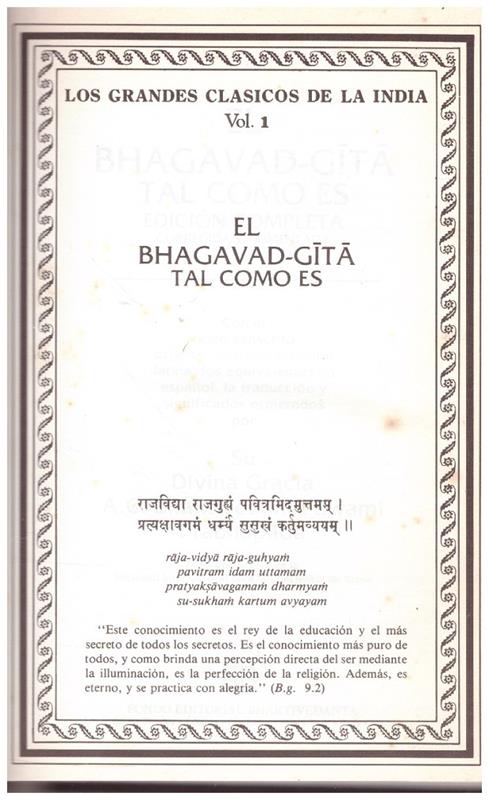 LOS GRANDES CLASICOS DE LA INDIA
Vol. 1
EL
BHAGAVAD-GĪTĀ
TAL COMO ES
राजविद्या राजगुह्यं पवित्रमिदमुत्तमम् ।
प्रत्यक्षावगमं धर्म्यं सुसुखं कर्तुमव्ययम् ॥
rāja-vidyā rāja-guhyaṁ
pavitram idam uttamam
pratyakṣāvagamaṁ dharmyaṁ
su-sukhaṁ kartum avyayam
"Este conocimiento es el rey de la educación y el más
secreto de todos los secretos. Es el conocimiento más puro de
todos, y como brinda una percepción directa del ser mediante
la illuminación, es la perfección de la religión. Además, es
eterno, y se practica con alegría." (B.g. 9.2)